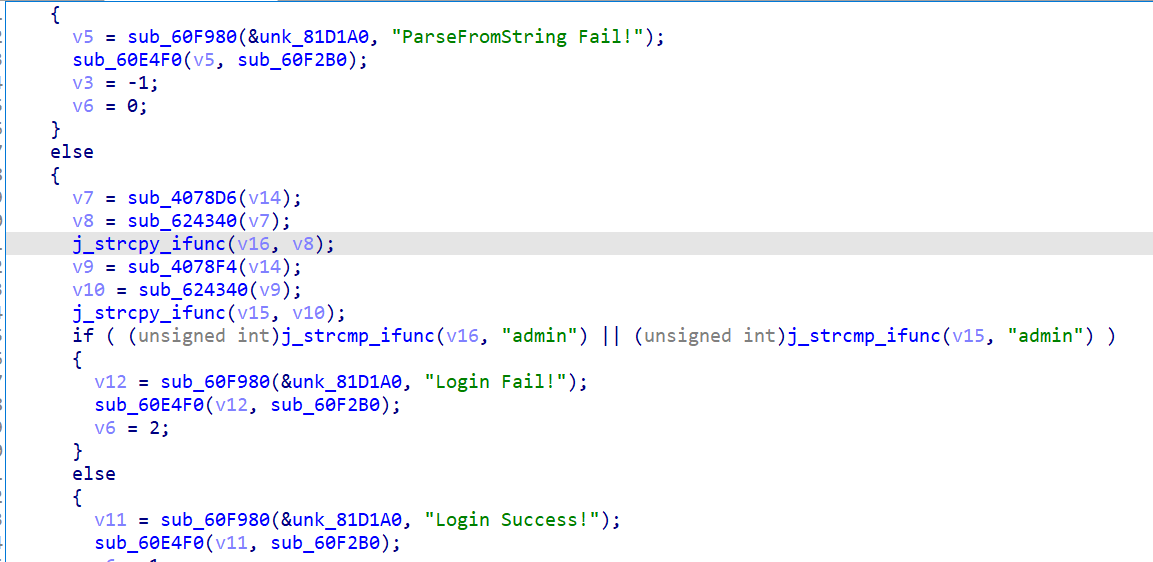 {
v5 = sub_60F980(&unk_81D1A0, "ParseFromString Fail!");
sub_60E4F0(v5, sub_60F2B0);
v3 = -1;
v6 = 0;
}
else
{
v7 = sub_4078D6(v14);
v8 = sub_624340(v7);
j_strcpy_ifunc(v16, v8);
v9 = sub_4078F4(v14);
v10 = sub_624340(v9);
j_strcpy_ifunc(v15, v10);
if ( (unsigned int)j_strcmp_ifunc(v16, "admin") || (unsigned int)j_strcmp_ifunc(v15, "admin") )
{
v12 = sub_60F980(&unk_81D1A0, "Login Fail!");
sub_60E4F0(v12, sub_60F2B0);
v6 = 2;
}
else
{
v11 = sub_60F980(&unk_81D1A0, "Login Success!");
sub_60E4F0(v11, sub_60F2B0);